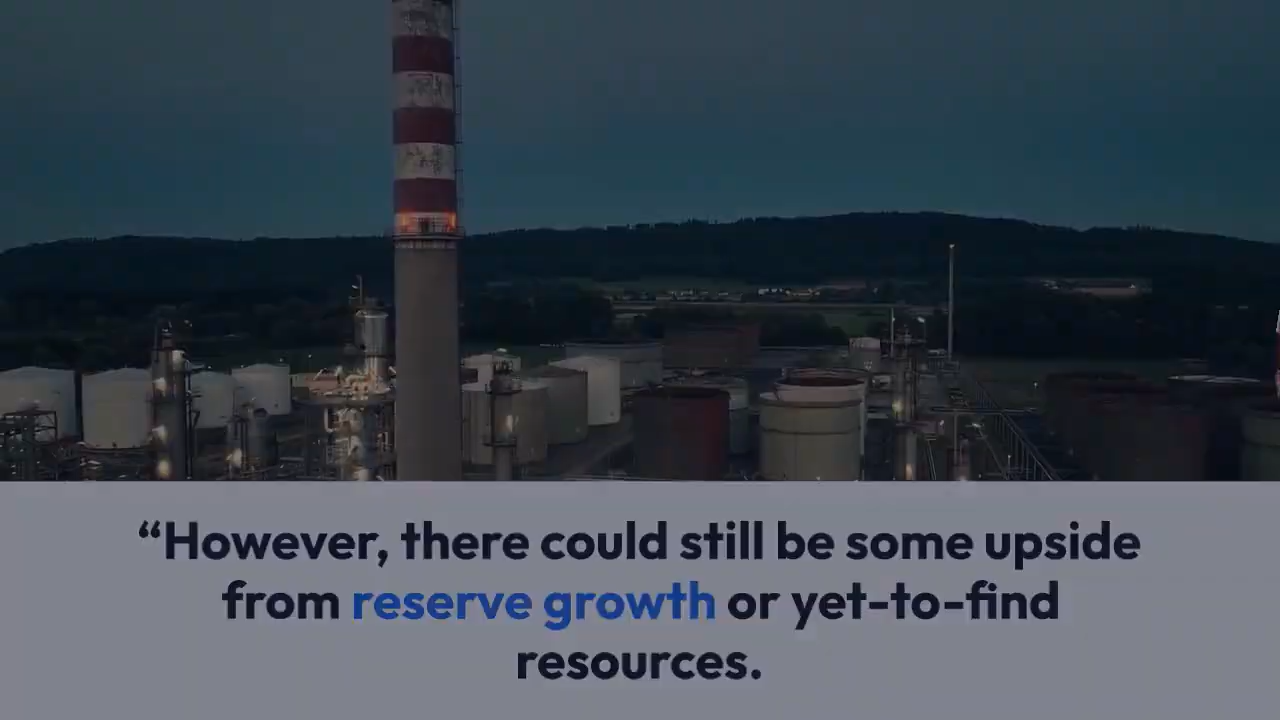 “However, there could still be some upside
from reserve growth or yet-to-find
resources.